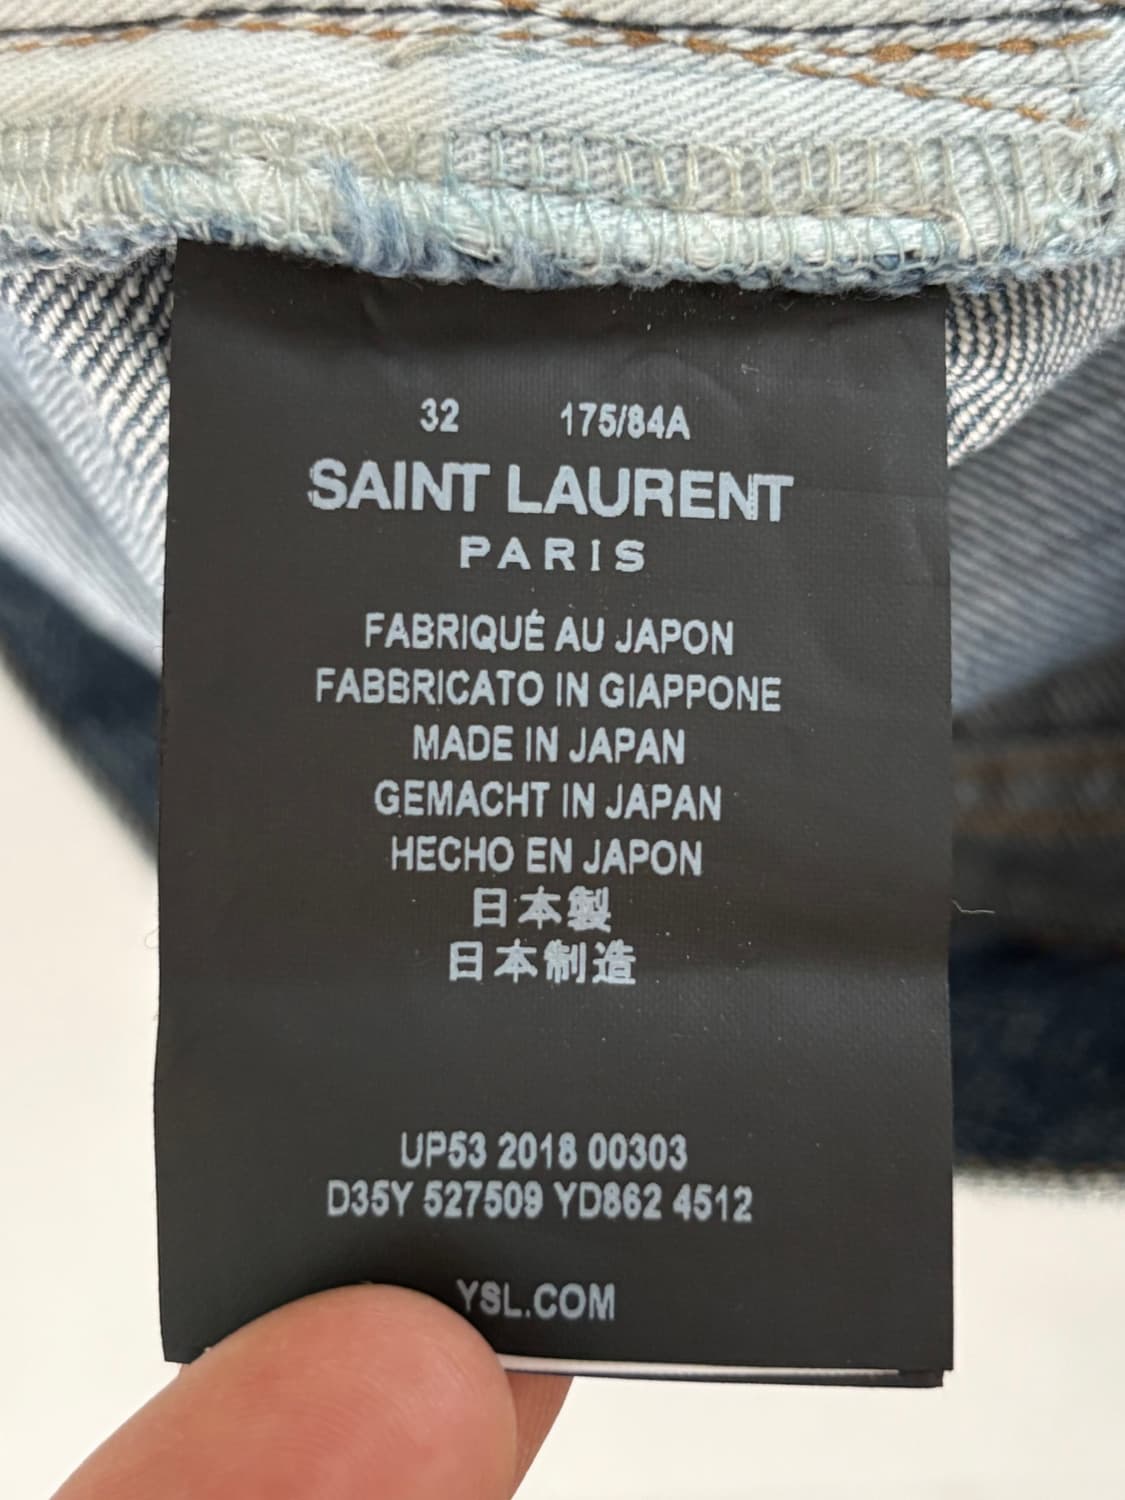 32 175/84A
SAINT LAURENT
PARIS
FABRIQUÉ AU JAPON
FABBRICATO IN GIAPPONE
MADE IN JAPAN
GEMACHT IN JAPAN
HECHO EN JAPON
日本製
日本制造
UP53 2018 00303
D35Y 527509 YD862 4512
YSL.COM